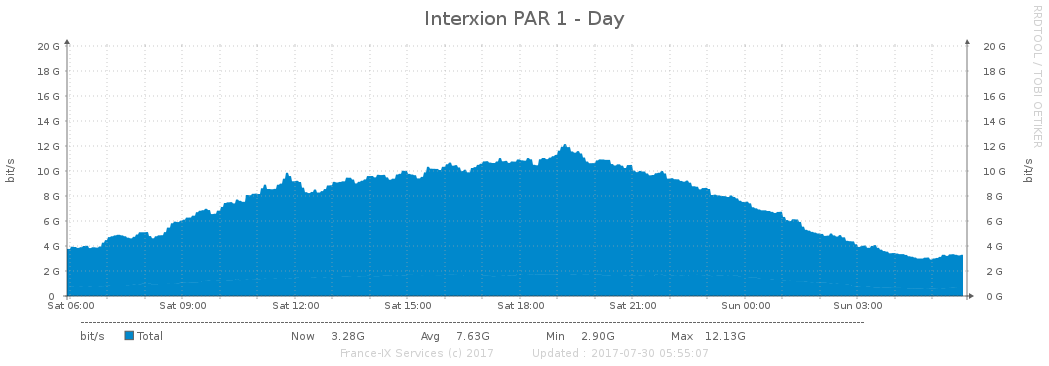 Interxion PAR 1 - Day
RRDTOOL / TOBI OETIKER
bit/s
20 G 20 G
18 G 18 G
16 G 16 G
14 G 14 G
12 G 12 G
10 G 10 G
8 G 8 G
6 G 6 G
4 G 4 G
2 G 2 G
0 0 G
bit/s
Sat 06:00 Sat 09:00 Sat 12:00 Sat 15:00 Sat 18:00 Sat 21:00 Sun 00:00 Sun 03:00
bit/s Total Now 3.28G Avg 7.63G Min 2.90G Max 12.13G
France-IX Services (c) 2017 Updated : 2017-07-30 05:55:07